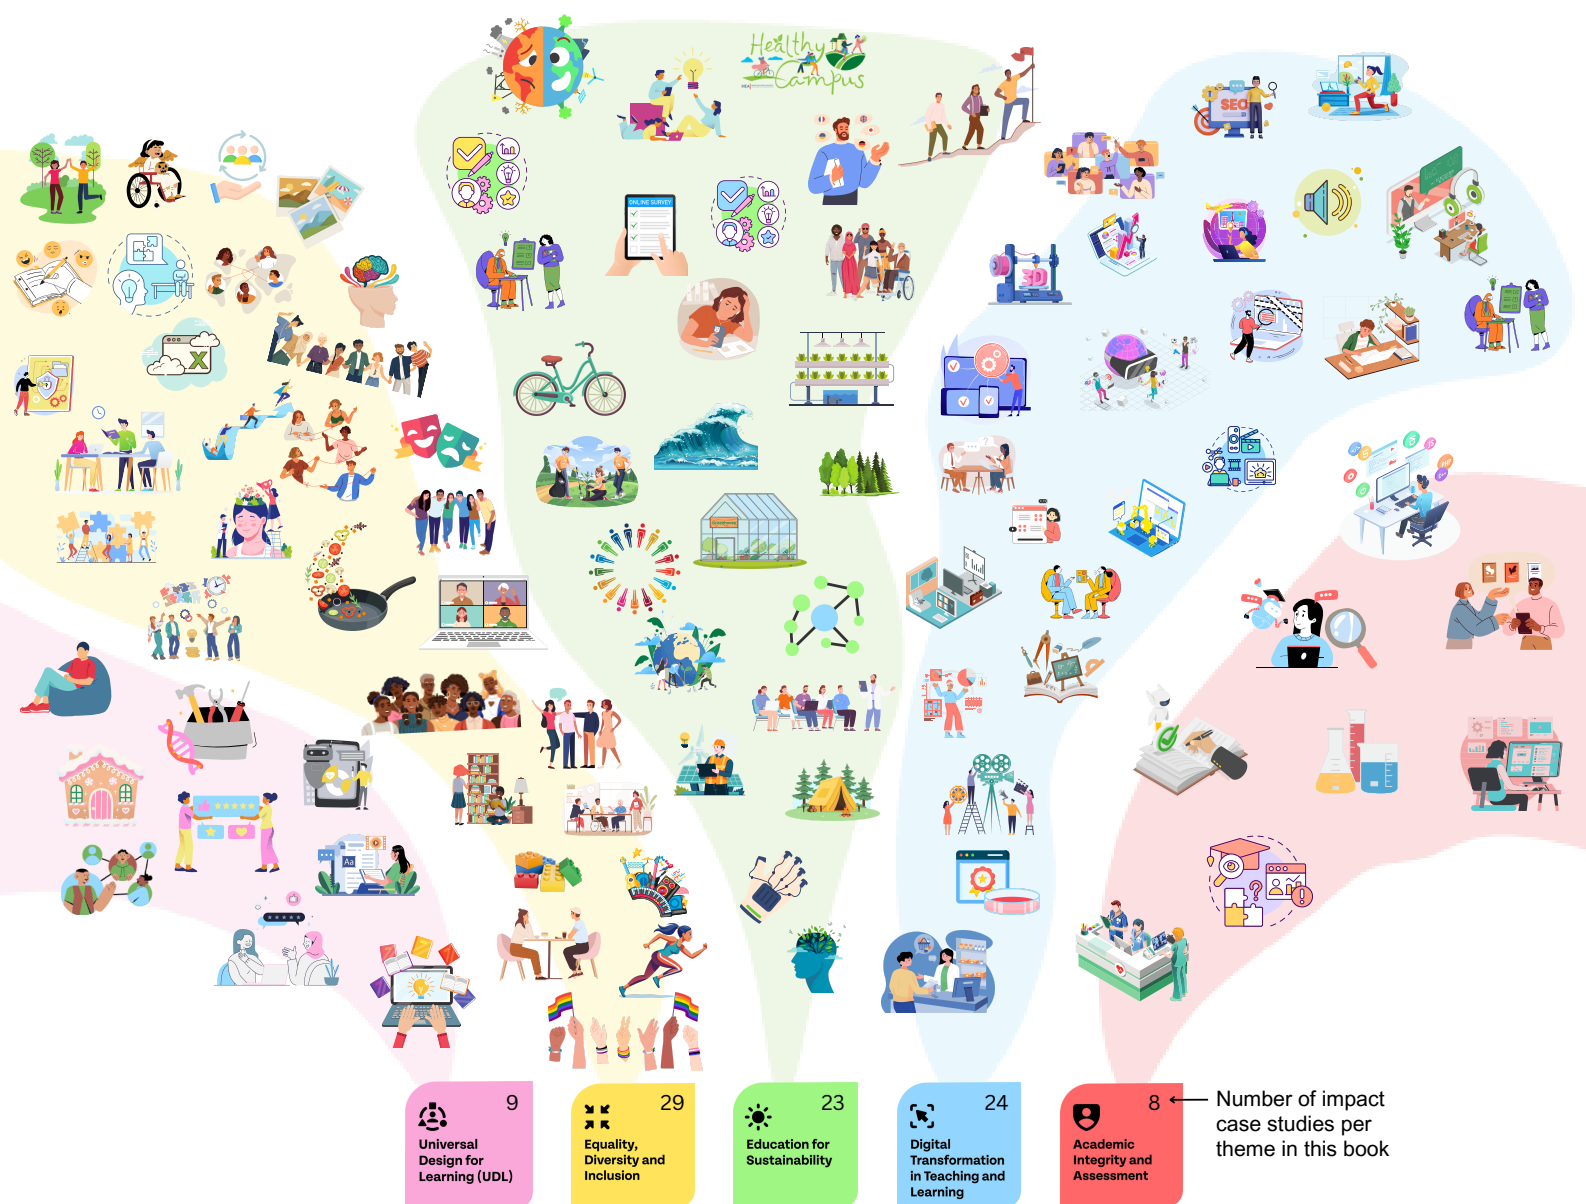 Healthy
Campus
SEO
ONLINE SURVEY
3D
X
Greenhouse
?
Aa
?
9
Universal
Design for
Learning (UDL)
29
Equality,
Diversity and
Inclusion
23
Education for
Sustainability
24
Digital
Transformation
in Teaching and
Learning
8
Academic
Integrity and
Assessment
Number of impact
case studies per
theme in this book